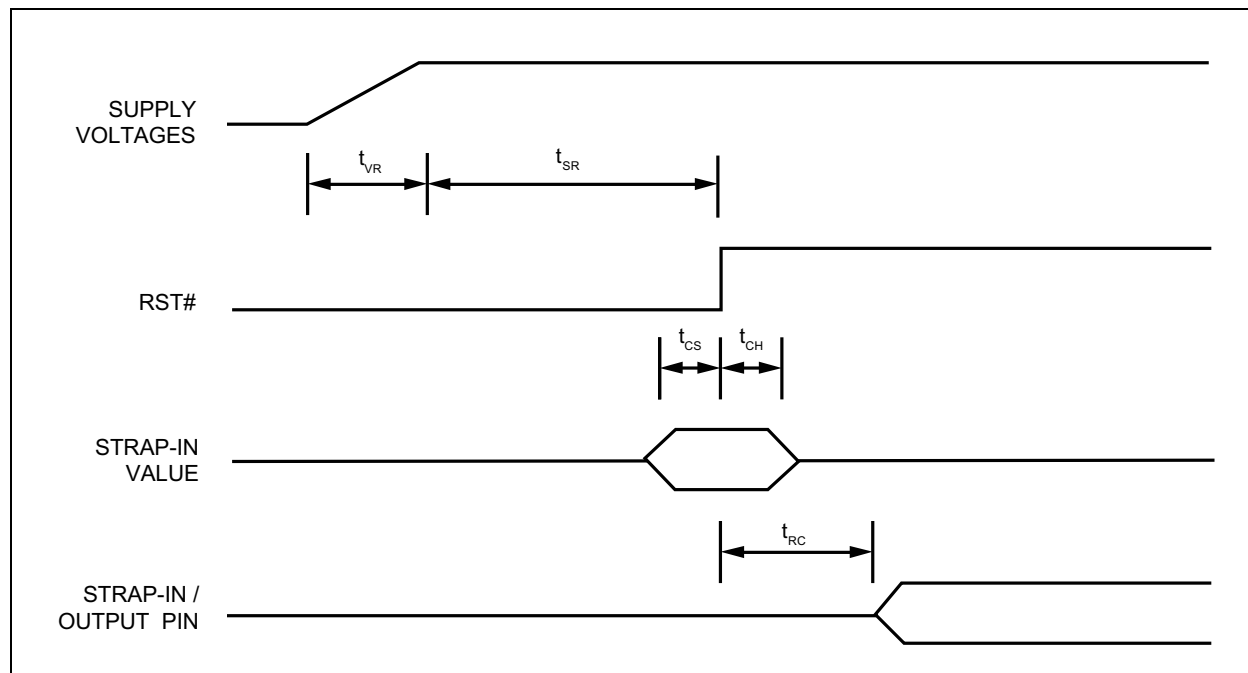 SUPPLY
VOLTAGES
tVR
tSR
RST#
tCS
tCH
STRAP-IN
VALUE
tRC
STRAP-IN /
OUTPUT PIN